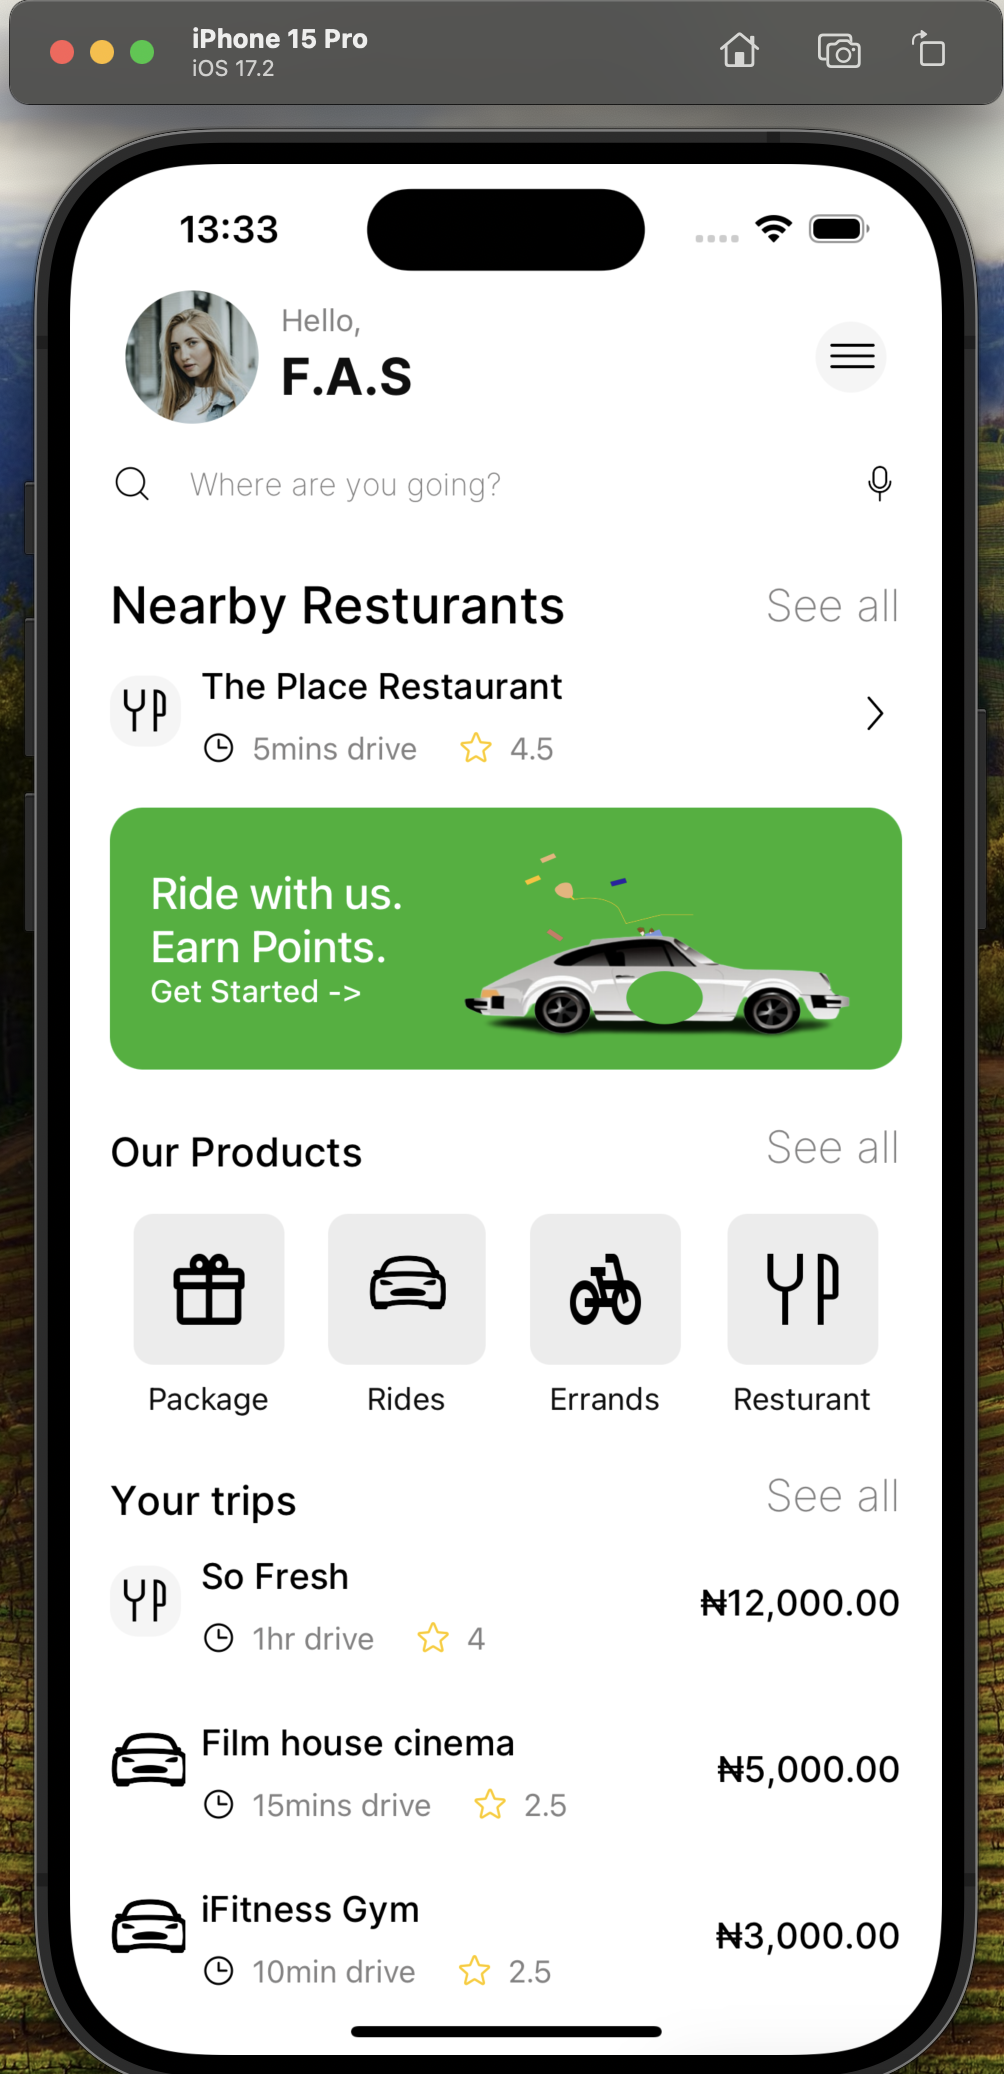 iPhone 15 Pro
iOS 17.2
13:33
Hello,
F.A.S
Where are you going?
Nearby Resturants
See all
The Place Restaurant
5mins drive 4.5
Ride with us.
Earn Points.
Get Started ->
Our Products
See all
Package Rides Errands Resturant
Your trips
See all
So Fresh
₦12,000.00
1hr drive 4
Film house cinema
₦5,000.00
15mins drive 2.5
iFitness Gym
₦3,000.00
10min drive 2.5